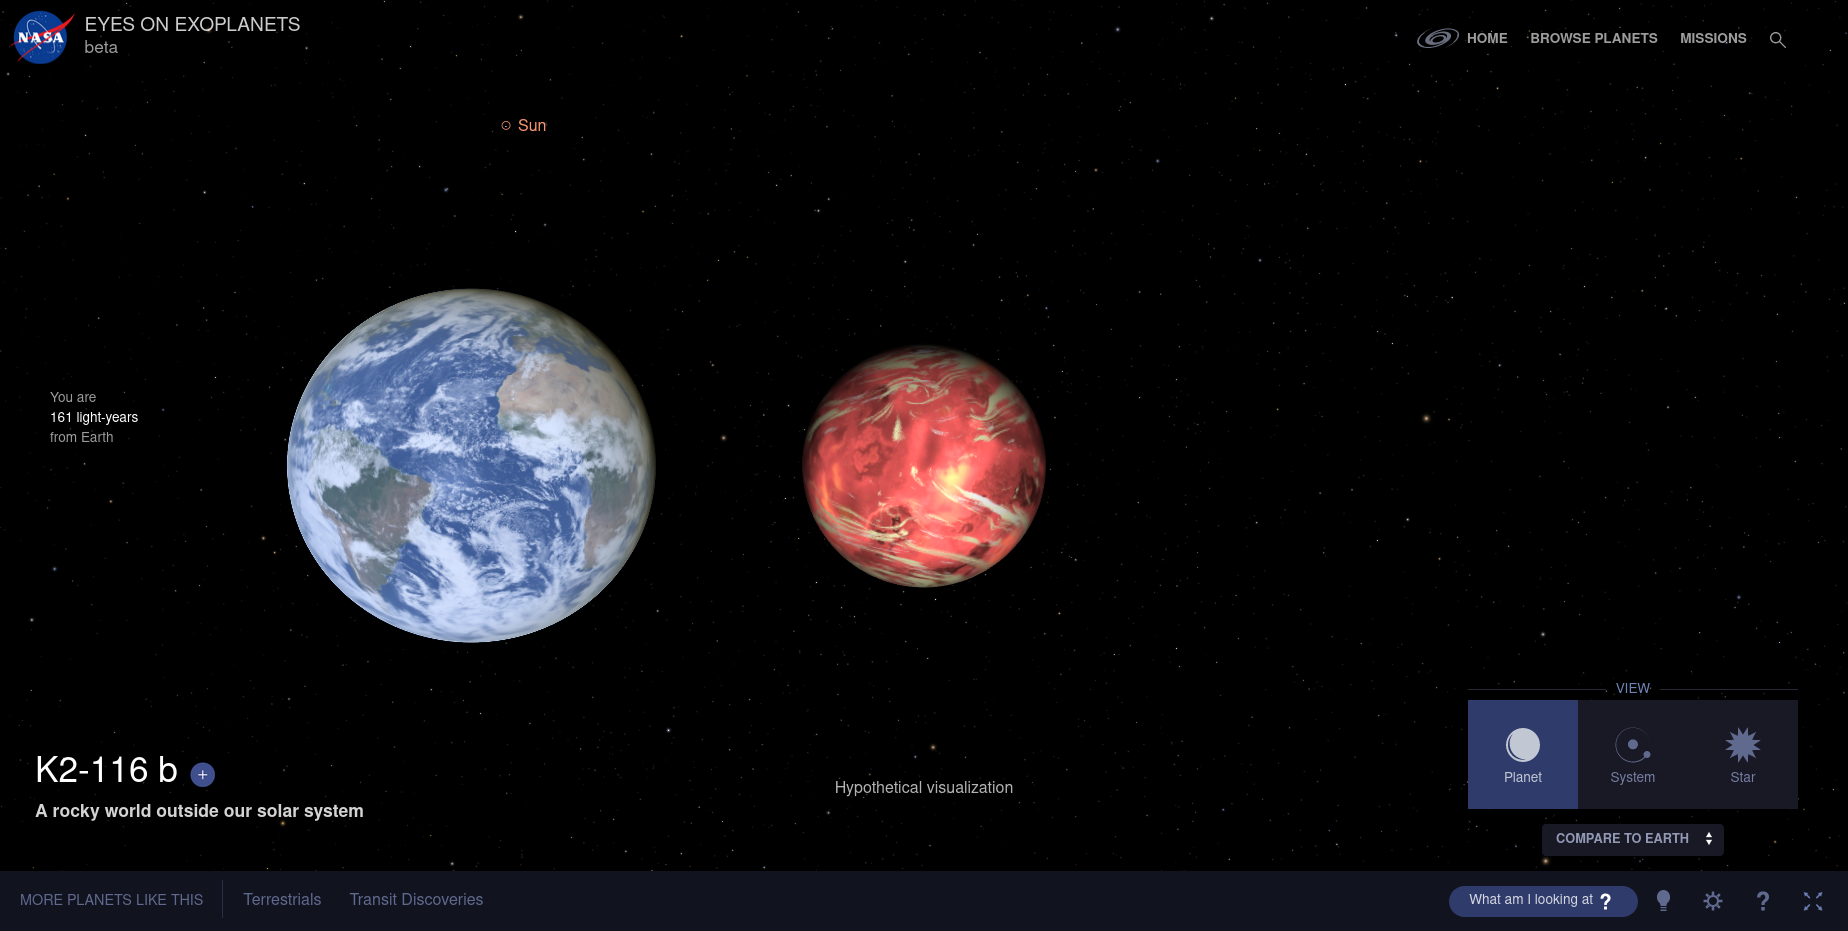 NASA
EYES ON EXOPLANETS
beta
HOME
BROWSE PLANETS
MISSIONS
Sun
You are
161 light-years
from Earth
K2-116 b +
A rocky world outside our solar system
Hypothetical visualization
VIEW
Planet
System
Star
COMPARE TO EARTH
MORE PLANETS LIKE THIS
Terrestrials
Transit Discoveries
What am I looking at ?
?